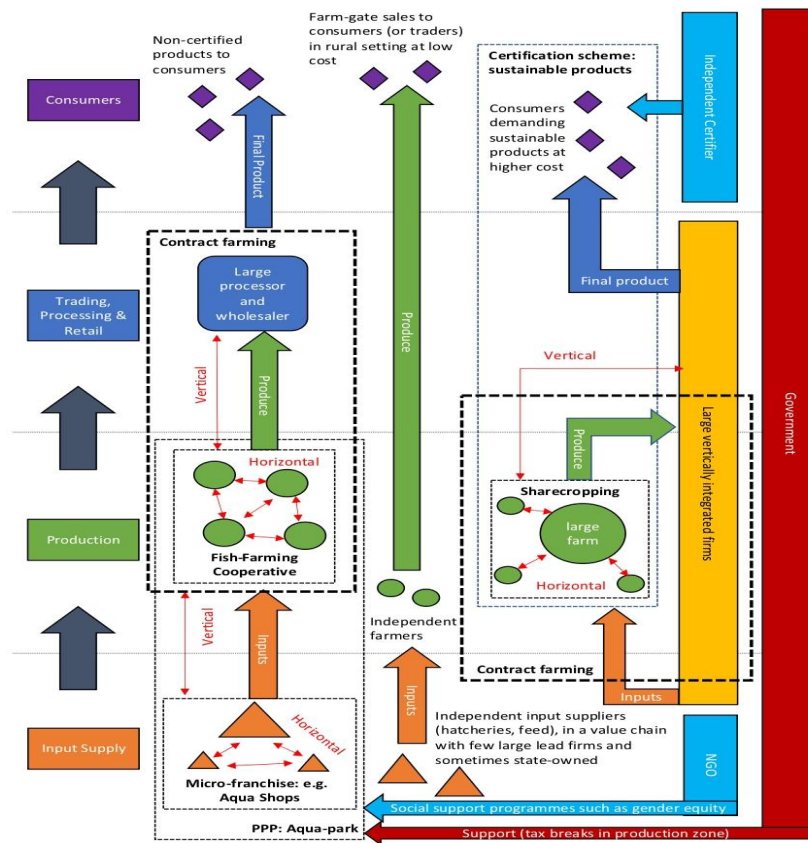 Non-certified
products to
consumers
Farm-gate sales to
consumers (or traders)
in rural setting at low
cost
Certification scheme:
sustainable products
Consumers
demanding
sustainable
products at
higher cost
Independent Certifier
Government
Consumers
Final Product
Contract farming
Large
processor
and
wholesaler
Trading,
Processing &
Retail
Final product
Vertical
Produce
Vertical
Produce
Large vertically integrated firms
Horizontal
Fish-Farming
Cooperative
Produce
Sharecropping
large
farm
Horizontal
Production
Independent
farmers
Vertical
Inputs
Inputs
Contract farming
Inputs
Input Supply
Horizontal
Micro-franchise: e.g.
Aqua Shops
Independent input suppliers
(hatcheries, feed), in a value chain
with few large lead firms and
sometimes state-owned
NGO
Social support programmes such as gender equity
PPP: Aqua-park
Support (tax breaks in production zone)